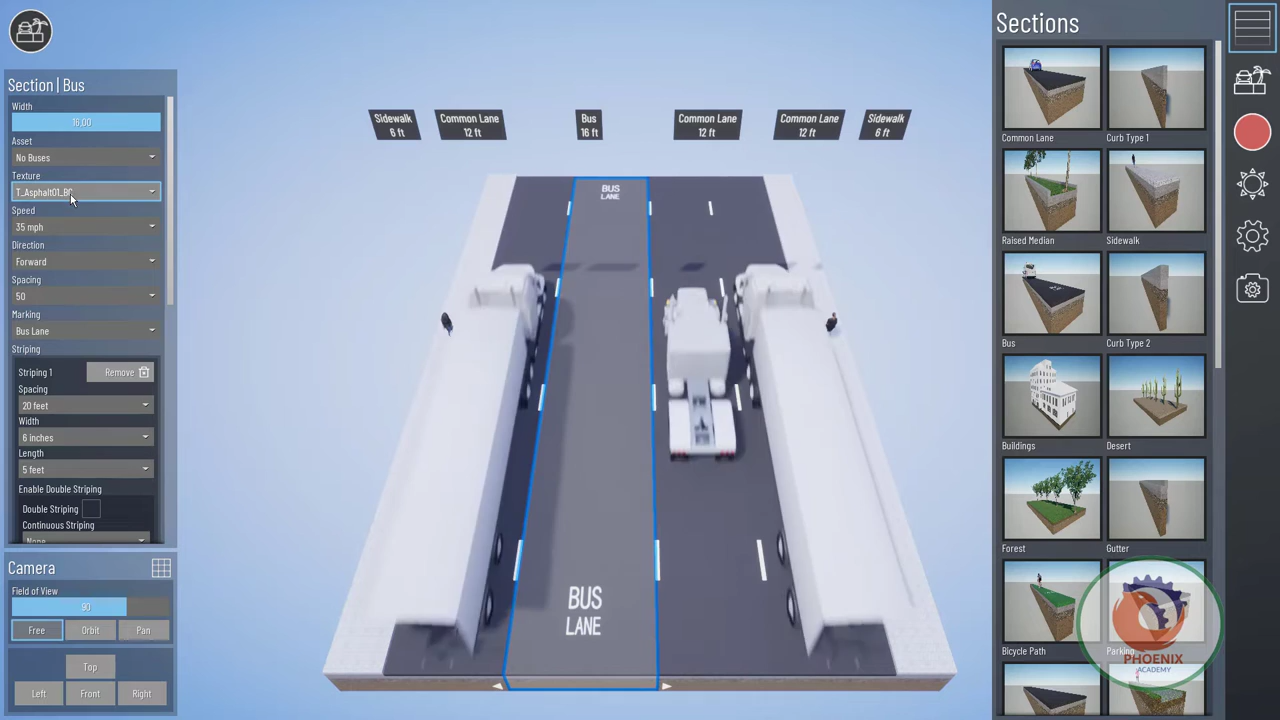 Section | Bus
Width
16.00
Asset
No Buses
Texture
T_Asphalt01_BC
Speed
35 mph
Direction
Forward
Spacing
50
Marking
Bus Lane
Striping
Striping 1
Remove
Spacing
20 feet
Width
6 inches
Length
5 feet
Enable Double Striping
Double Striping
Continuous Striping
None
Camera
Field of View
90
Free
Orbit
Pan
Top
Left
Front
Right
Sidewalk
6 ft
Common Lane
12 ft
Bus
16 ft
Common Lane
12 ft
Common Lane
12 ft
Sidewalk
6 ft
BUS
LANE
BUS
LANE
Sections
Common Lane
Curb Type 1
Raised Median
Sidewalk
Bus
Curb Type 2
Buildings
Desert
Forest
Gutter
Bicycle Path
Parking
PHOENIX
ACADEMY